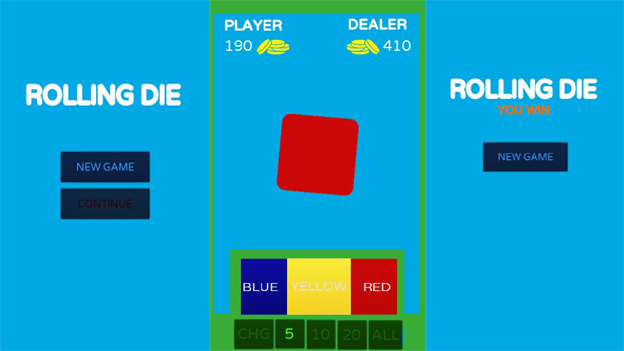 ROLLING DIE
NEW GAME
CONTINUE
PLAYER
190
DEALER
410
BLUE
YELLOW
RED
CHG
5
10
20
ALL
ROLLING DIE
YOU WIN
NEW GAME